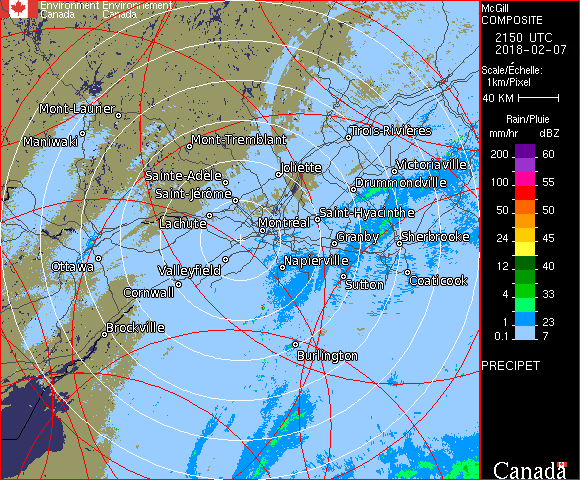 Environment Environnement
Canada Canada
McGill
COMPOSITE
2150 UTC
2018-02-07
Scale/Échelle:
1km/Pixel
40 KM
Rain/Pluie
mm/hr dBZ
200 60
100 55
50 50
24 45
12 40
4 33
1 23
0.1 7
PRECIPET
Canada
Mont-Laurier
Maniwaki
Mont-Tremblant
Trois-Rivières
Joliette
Victoriaville
Sainte-Adèle
Drummondville
Saint-Jérôme
Saint-Hyacinthe
Lachute
Montréal
Granby
Sherbrooke
Ottawa
Valleyfield
Napierville
Coaticook
Cornwall
Sutton
Brockville
Burlington